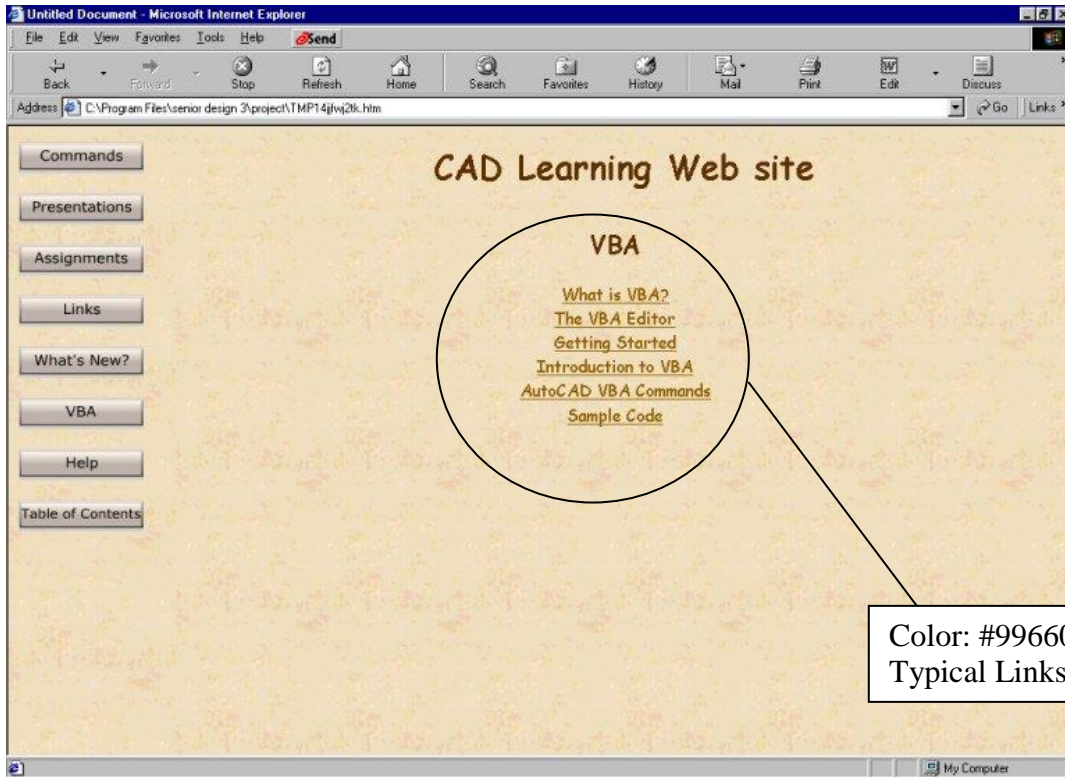 Untitled Document - Microsoft Internet Explorer
File Edit View Favorites Tools Help Send
Back Forward Stop Refresh Home Search Favorites History Mail Print Edit Discuss
Address C:\Program Files\senior design 3\project\TMP14jjfwj2tk.htm Go Links
CAD Learning Web site
Commands
Presentations
Assignments
Links
What's New?
VBA
Help
Table of Contents
VBA
What is VBA?
The VBA Editor
Getting Started
Introduction to VBA
AutoCAD VBA Commands
Sample Code
Color: #99660
Typical Links
My Computer